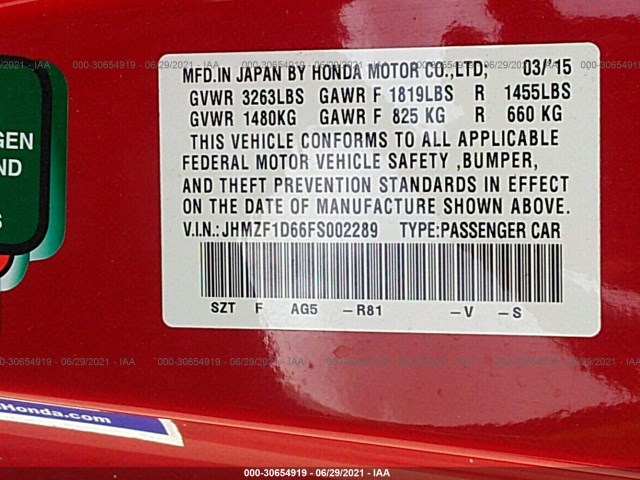 000-30654919 - 06/29/2021 - IAA
MFD.IN JAPAN BY HONDA MOTOR CO.,LTD, 03/'15
GVWR 3263LBS GAWR F 1819LBS R 1455LBS
GVWR 1480KG GAWR F 825 KG R 660 KG
THIS VEHICLE CONFORMS TO ALL APPLICABLE
FEDERAL MOTOR VEHICLE SAFETY ,BUMPER,
AND THEFT PREVENTION STANDARDS IN EFFECT
ON THE DATE OF MANUFACTURE SHOWN ABOVE.
V.I.N.:JHMZF1D66FS002289 TYPE:PASSENGER CAR
SZT F AG5 –R81 –V –S
GEN
ND
S
000-30654919 - 06/29/2021 - IAA
Honda.com
000-30654919 - 06/29/2021 - IAA